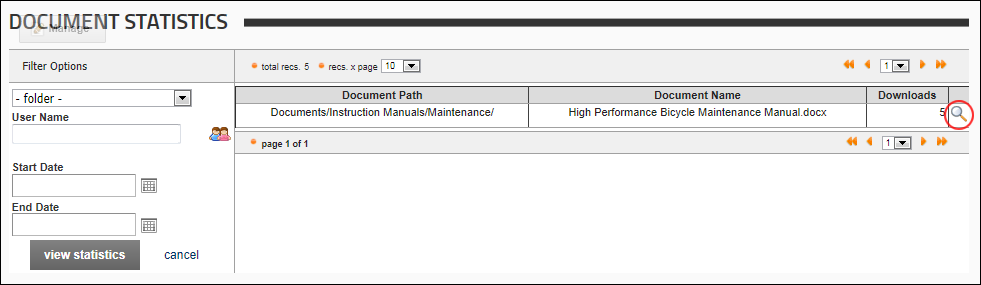 DOCUMENT STATISTICS
Manage
Filter Options
total recs. 5 recs. x page 10 1
- folder -
User Name
Start Date
End Date
view statistics cancel
Document Path Document Name Downloads
Documents/Instruction Manuals/Maintenance/ High Performance Bicycle Maintenance Manual.docx 5
page 1 of 1 1